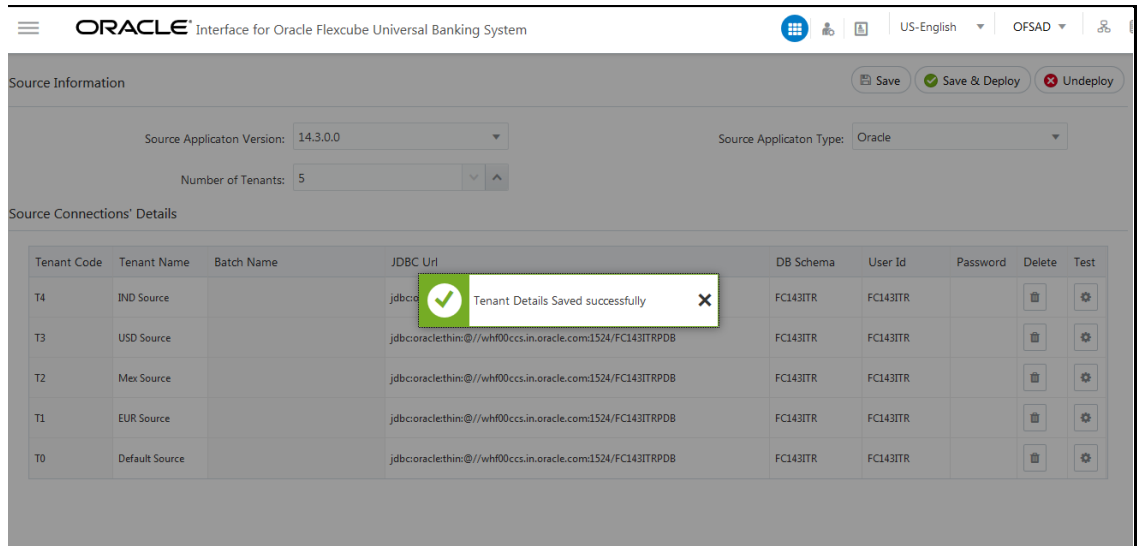 ORACLE Interface for Oracle Flexcube Universal Banking System US-English OFSAD
Source Information Save Save & Deploy Undeploy
Source Applicaton Version: 14.3.0.0 Source Applicaton Type: Oracle
Number of Tenants: 5
Source Connections' Details
Tenant Code Tenant Name Batch Name JDBC Url DB Schema User Id Password Delete Test
T4 IND Source jdbc:o FC143ITR FC143ITR
Tenant Details Saved successfully
T3 USD Source jdbc:oracle:thin:@//whf00ccs.in.oracle.com:1524/FC143ITRPDB FC143ITR FC143ITR
T2 Mex Source jdbc:oracle:thin:@//whf00ccs.in.oracle.com:1524/FC143ITRPDB FC143ITR FC143ITR
T1 EUR Source jdbc:oracle:thin:@//whf00ccs.in.oracle.com:1524/FC143ITRPDB FC143ITR FC143ITR
T0 Default Source jdbc:oracle:thin:@//whf00ccs.in.oracle.com:1524/FC143ITRPDB FC143ITR FC143ITR